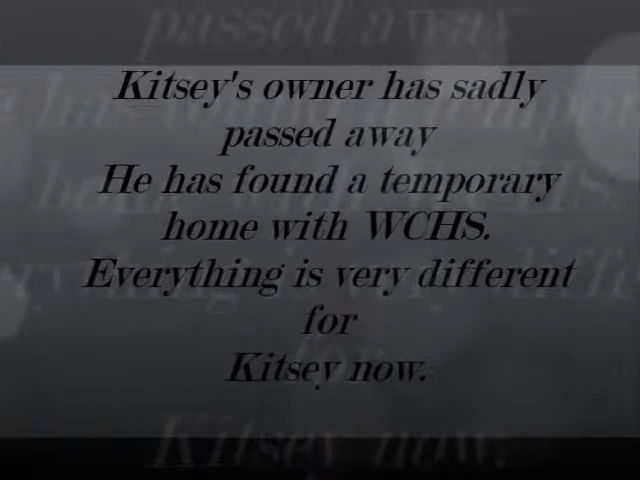 Kitsey's owner has sadly
passed away
He has found a temporary
home with WCHS.
Everything is very different
for
Kitsey now.